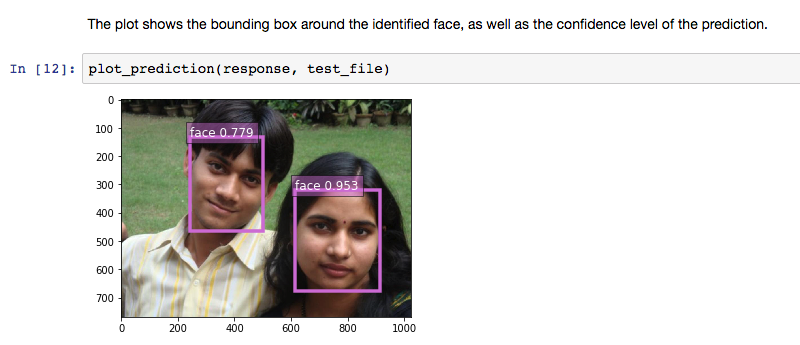 The plot shows the bounding box around the identified face, as well as the confidence level of the prediction.
In [12]: plot_prediction(response, test_file)
0
100
face 0.779
200
300
face 0.953
400
500
600
700
0 200 400 600 800 1000